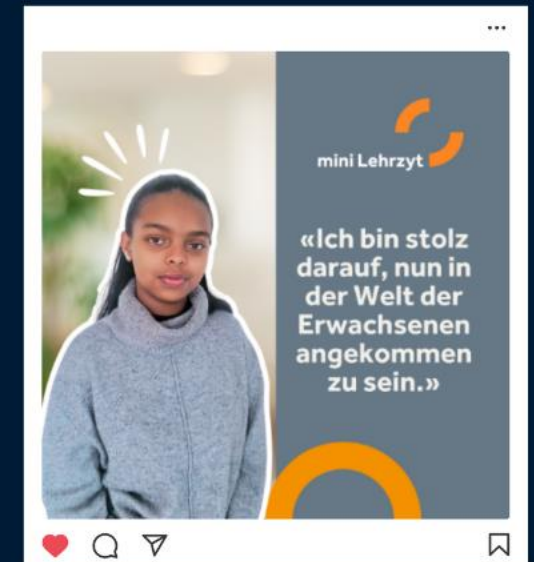 mini Lehrzyt
«Ich bin stolz
darauf, nun in
der Welt der
Erwachsenen
angekommen
zu sein.»